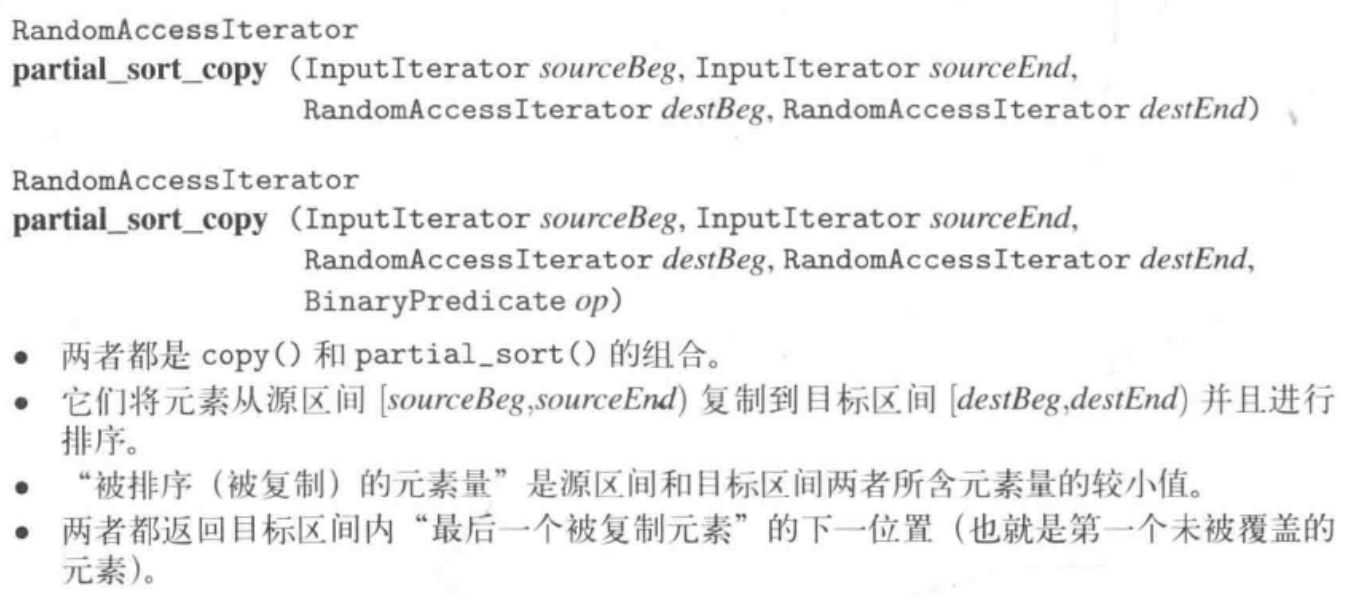 RandomAccessIterator
partial_sort_copy (InputIterator sourceBeg, InputIterator sourceEnd,
RandomAccessIterator destBeg, RandomAccessIterator destEnd)
RandomAccessIterator
partial_sort_copy (InputIterator sourceBeg, InputIterator sourceEnd,
RandomAccessIterator destBeg, RandomAccessIterator destEnd,
BinaryPredicate op)
• 两者都是 copy() 和 partial_sort() 的组合。
• 它们将元素从源区间 [sourceBeg,sourceEnd) 复制到目标区间 [destBeg,destEnd) 并且进行
排序。
• “被排序（被复制）的元素量”是源区间和目标区间两者所含元素量的较小值。
• 两者都返回目标区间内“最后一个被复制元素”的下一位置（也就是第一个未被覆盖的
元素）。